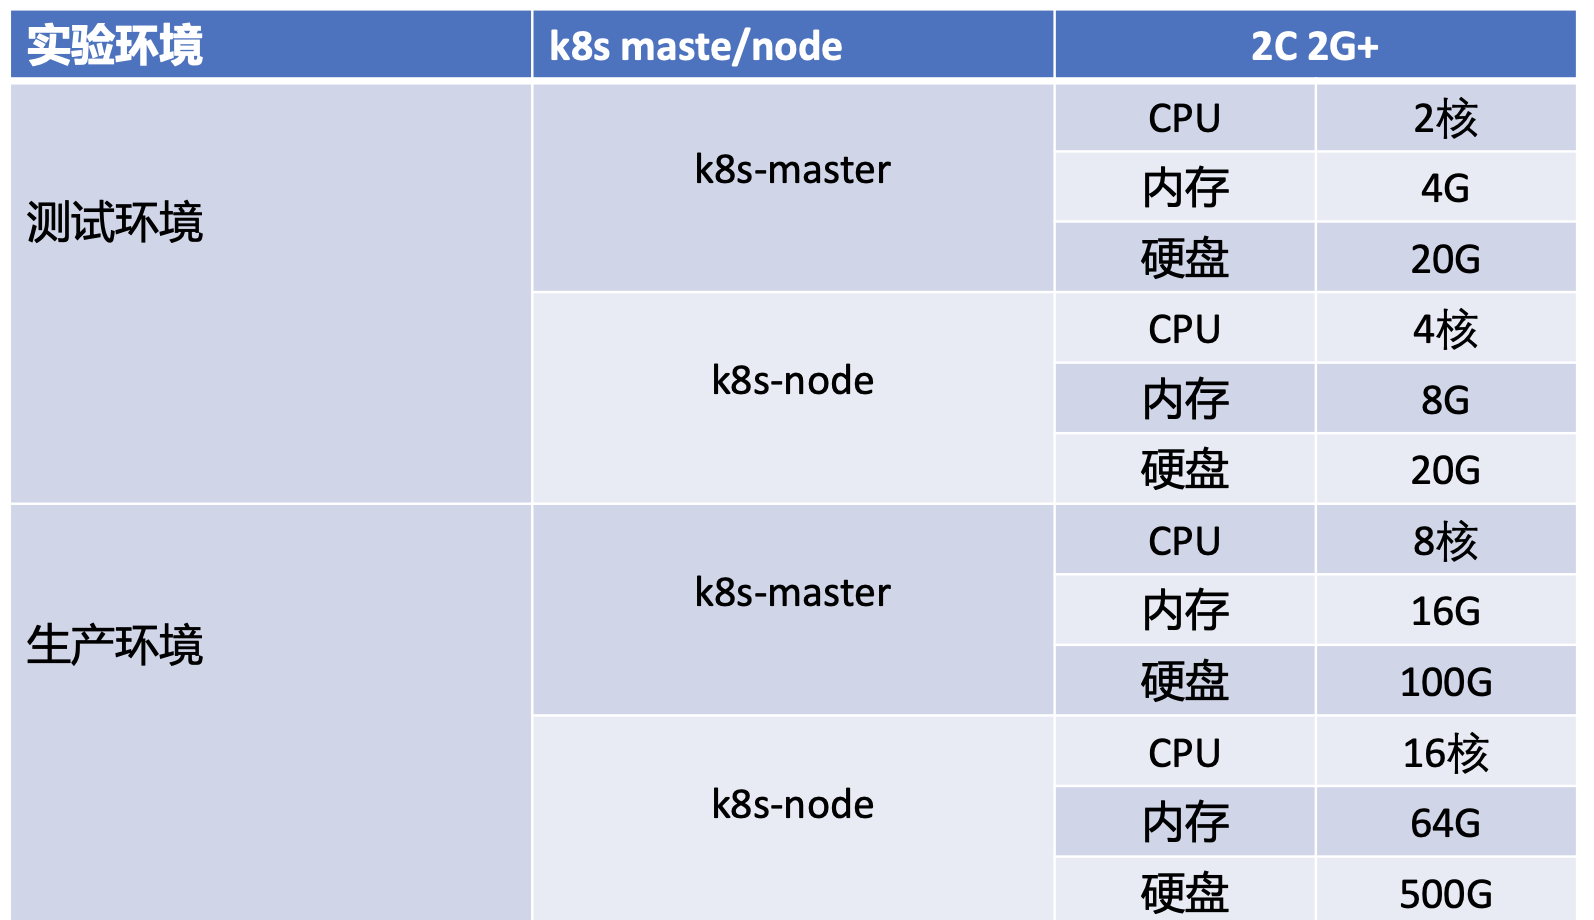 实验环境 k8s maste/node 2C 2G+
测试环境
k8s-master
CPU 2核
内存 4G
硬盘 20G
k8s-node
CPU 4核
内存 8G
硬盘 20G
生产环境
k8s-master
CPU 8核
内存 16G
硬盘 100G
k8s-node
CPU 16核
内存 64G
硬盘 500G